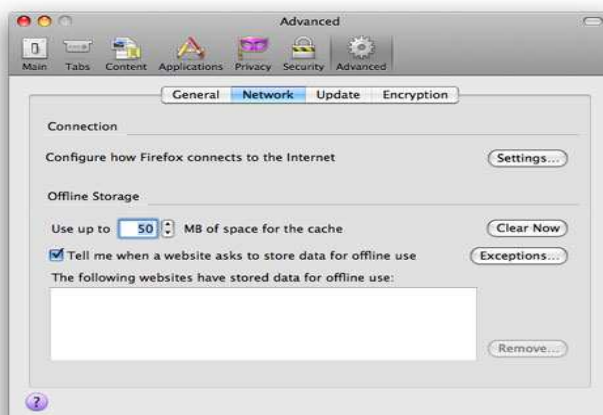 Advanced
Main Tabs Content Applications Privacy Security Advanced
General Network Update Encryption
Connection
Configure how Firefox connects to the Internet Settings...
Offline Storage
Use up to 50 MB of space for the cache Clear Now
Tell me when a website asks to store data for offline use Exceptions...
The following websites have stored data for offline use:
Remove...
?